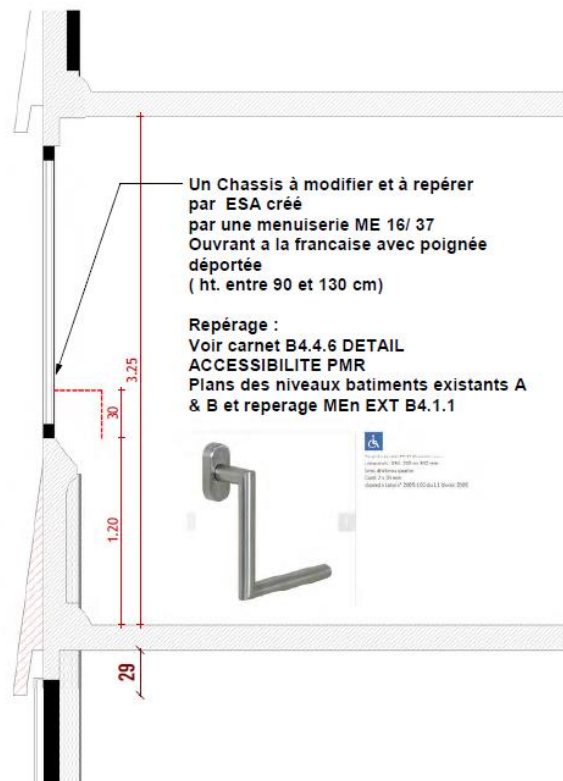 Un Chassis à modifier et à repérer
par ESA créé
par une menuiserie ME 16/ 37
Ouvrant a la francaise avec poignée
déportée
( ht. entre 90 et 130 cm)
Repérage :
Voir carnet B4.4.6 DETAIL
ACCESSIBILITE PMR
Plans des niveaux batiments existants A
& B et reperage MEn EXT B4.1.1
3.25
30
1.20
29